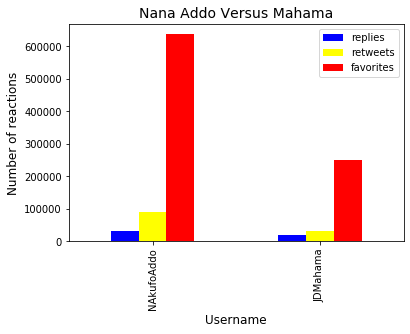 Nana Addo Versus Mahama
replies
retweets
favorites
Number of reactions
600000
500000
400000
300000
200000
100000
0
NAkufoAddo
JDMahama
Username